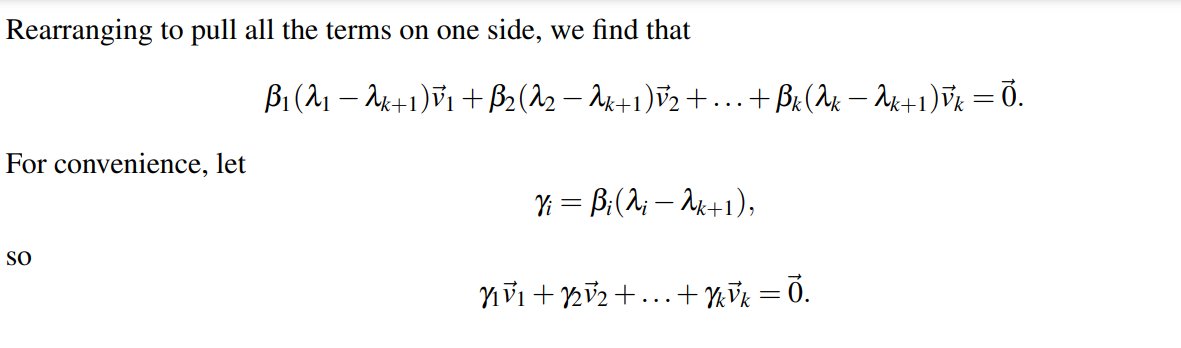 Rearranging to pull all the terms on one side, we find that
β₁(λ₁ − λₖ₊₁)v⃗₁ + β₂(λ₂ − λₖ₊₁)v⃗₂ + … + βₖ(λₖ − λₖ₊₁)v⃗ₖ = 0⃗.
For convenience, let
γᵢ = βᵢ(λᵢ − λₖ₊₁),
so
γ₁v⃗₁ + γ₂v⃗₂ + … + γₖv⃗ₖ = 0⃗.